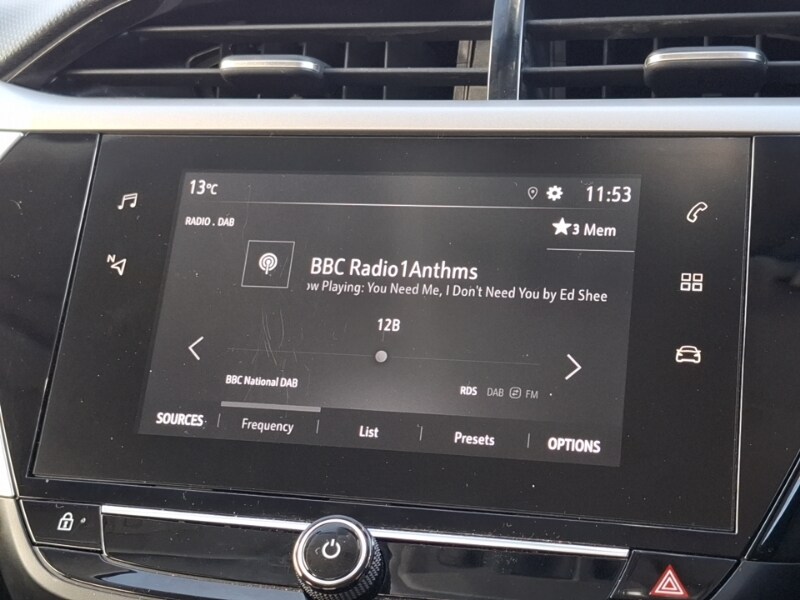 13°C
11:53
RADIO . DAB
★3 Mem
N
BBC Radio1Anthms
ow Playing: You Need Me, I Don't Need You by Ed Shee
12B
BBC National DAB
RDS DAB FM
SOURCES Frequency List Presets OPTIONS